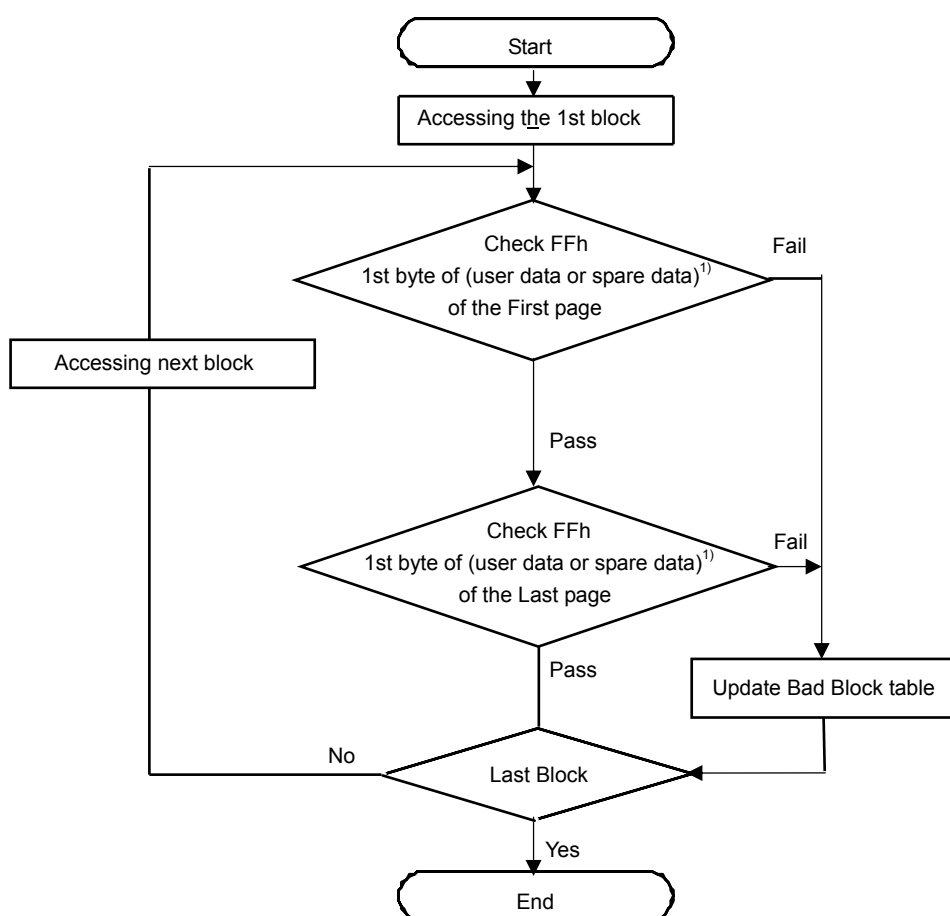 Start
Accessing the 1st block
Check FFh
1st byte of (user data or spare data)1)
of the First page
Fail
Accessing next block
Pass
Check FFh
1st byte of (user data or spare data)1)
of the Last page
Fail
Pass
Update Bad Block table
No
Last Block
Yes
End